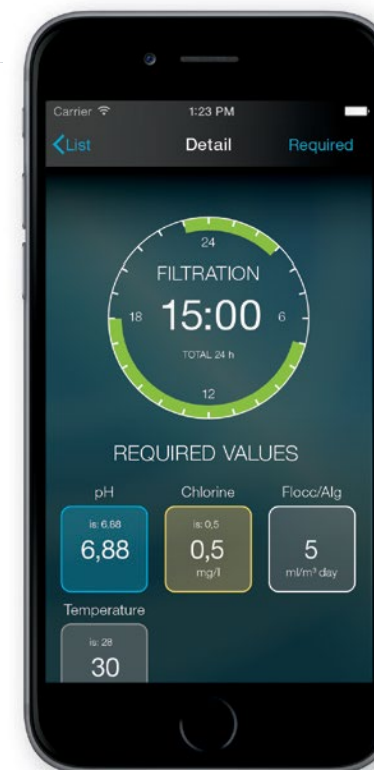 Carrier 1:23 PM
List Detail Required
24
FILTRATION
18 15:00 6
TOTAL 24 h
12
REQUIRED VALUES
pH Chlorine Flocc/Alg
is: 6,88 is: 0,5
6,88 0,5 5
mg/l ml/m³ day
Temperature
is: 28
30